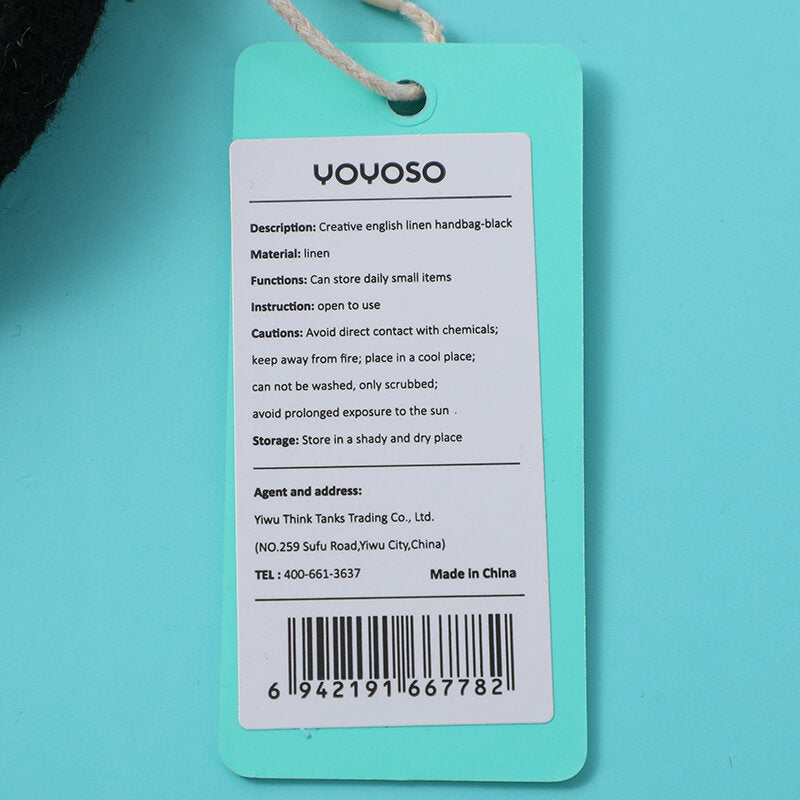 YOYOSO
Description: Creative english linen handbag-black
Material: linen
Functions: Can store daily small items
Instruction: open to use
Cautions: Avoid direct contact with chemicals;
keep away from fire; place in a cool place;
can not be washed, only scrubbed;
avoid prolonged exposure to the sun .
Storage: Store in a shady and dry place
Agent and address:
Yiwu Think Tanks Trading Co., Ltd.
(NO.259 Sufu Road,Yiwu City,China)
TEL : 400-661-3637 Made in China
6 942191 667782